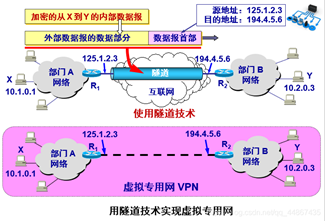 加密的从 X 到 Y 的内部数据报
外部数据报的数据部分
数据报首部
源地址：125.1.2.3
目的地址：194.4.5.6
部门 A
网络
X
10.1.0.1
125.1.2.3
R1
隧道
互联网
194.4.5.6
R2
部门 B
网络
Y
10.2.0.3
使用隧道技术
部门 A
网络
X
10.1.0.1
125.1.2.3
R1
194.4.5.6
R2
部门 B
网络
Y
10.2.0.3
虚拟专用网 VPN
用隧道技术实现虚拟专用网